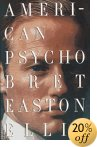 AMERI-
CAN
PSYCHO
BRET
EASTON
ELLIS
20%
off